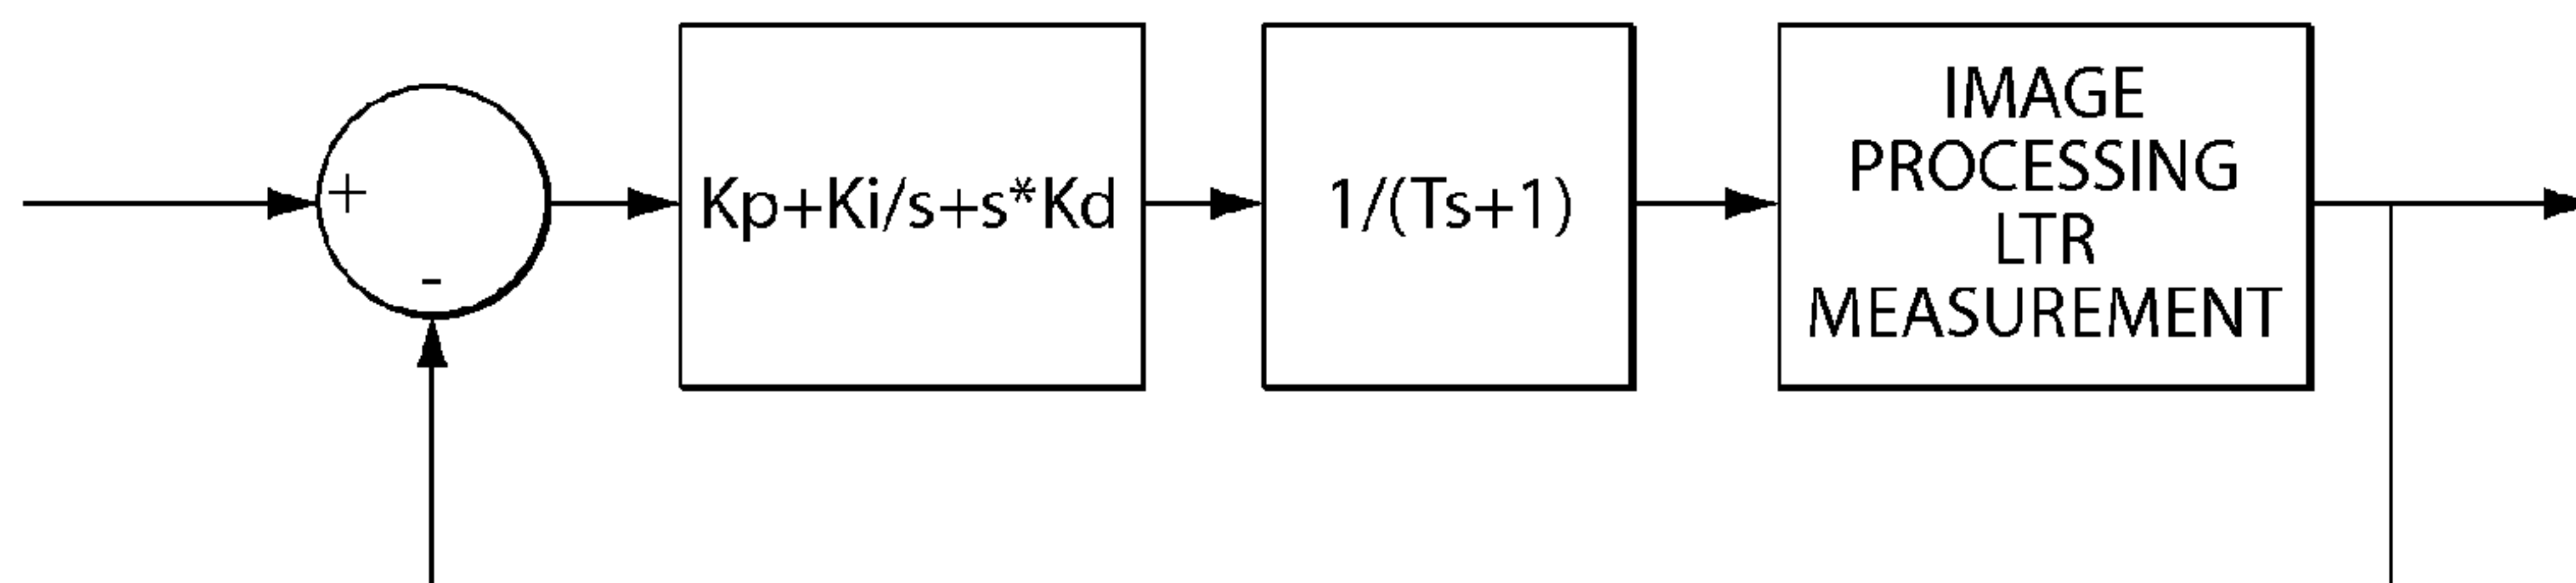 +
-
Kp+Ki/s+s*Kd
1/(Ts+1)
IMAGE
PROCESSING
LTR
MEASUREMENT